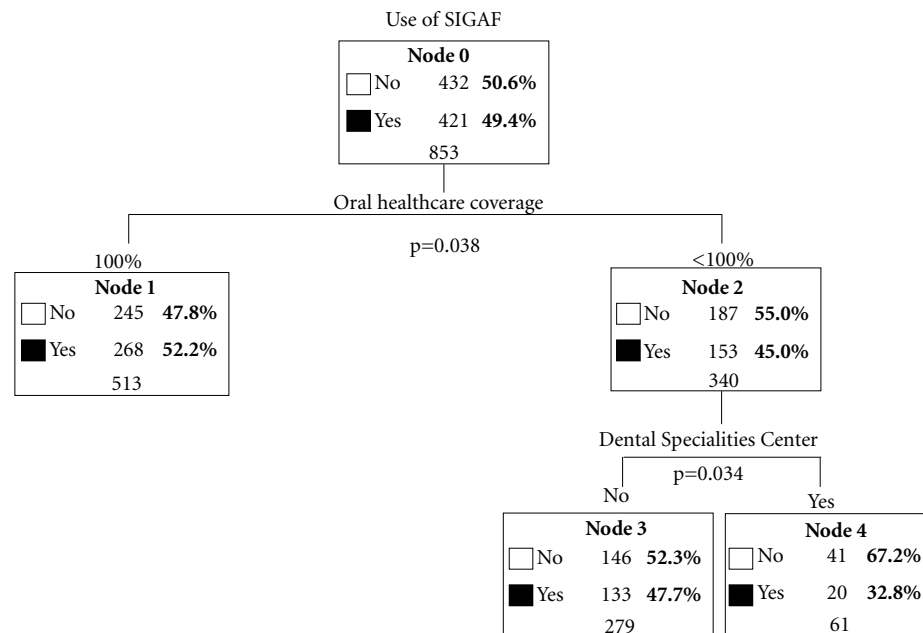 Use of SIGAF
Node 0
No 432 50.6%
Yes 421 49.4%
853
Oral healthcare coverage
p=0.038
100%
Node 1
No 245 47.8%
Yes 268 52.2%
513
<100%
Node 2
No 187 55.0%
Yes 153 45.0%
340
Dental Specialities Center
p=0.034
No
Node 3
No 146 52.3%
Yes 133 47.7%
279
Yes
Node 4
No 41 67.2%
Yes 20 32.8%
61